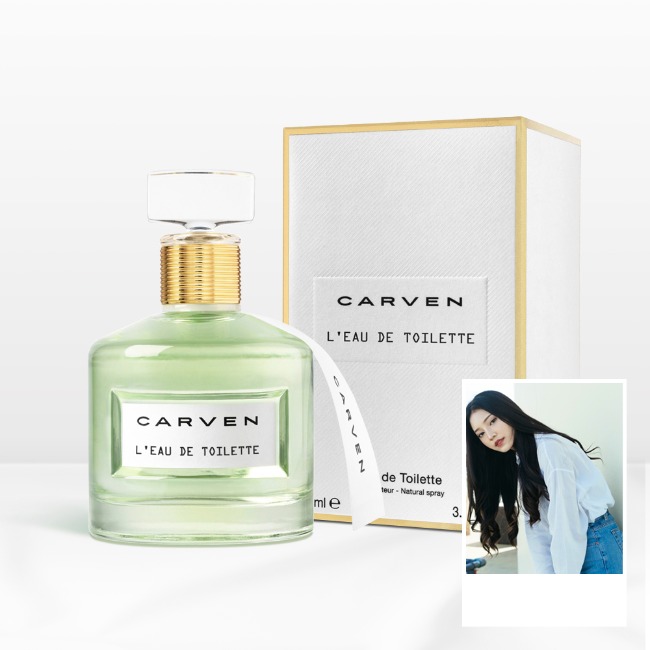 CARVEN
L'EAU DE TOILETTE
CARVEN
L'EAU DE TOILETTE
CARVEN
de Toilette
teur - Natural spray
ml e
3.